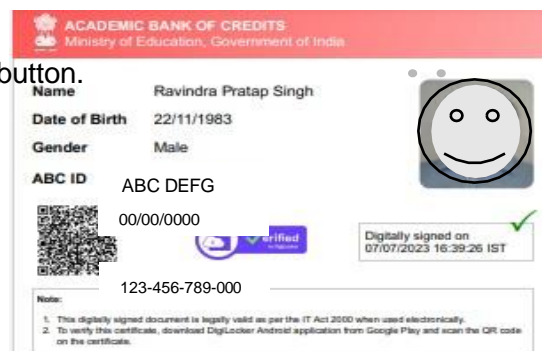 ACADEMIC BANK OF CREDITS
Ministry of Education, Government of India
button.
Name Ravindra Pratap Singh
Date of Birth 22/11/1983
Gender Male
ABC ID ABC DEFG
00/00/0000
erified
Digitally signed on
07/07/2023 16:39:26 IST
123-456-789-000
Note:
1. This digitally signed document is legally valid as per the IT Act 2000 when used electronically.
2. To verify this certificate, download DigiLocker Android application from Google Play and scan the QR code
on the certificate.